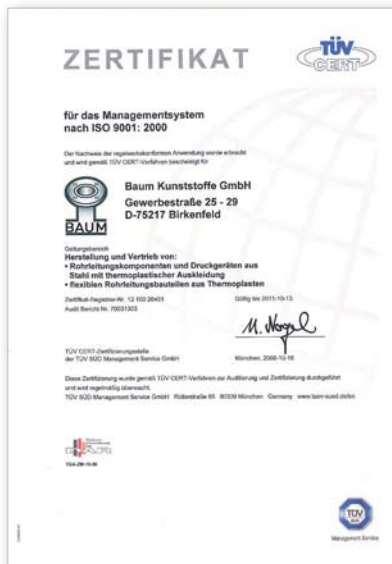 ZERTIFIKAT
TÜV
CERT
für das Managementsystem
nach ISO 9001: 2000
Der Nachweis der regelwerkskonformen Anwendung wurde erbracht
und wird gemäß TÜV CERT-Verfahren bescheinigt für
BAUM
Baum Kunststoffe GmbH
Gewerbestraße 25 - 29
D-75217 Birkenfeld
Geltungsbereich
Herstellung und Vertrieb von:
• Rohrleitungskomponenten und Druckgeräten aus
Stahl mit thermoplastischer Auskleidung
• flexiblen Rohrleitungsbauteilen aus Thermoplasten
Zertifikat-Registrier-Nr. 12 100 26401
Gültig bis 2011-10-13
Audit Bericht Nr. 70031303
TÜV CERT-Zertifizierungsstelle
der TÜV SÜD Management Service GmbH
München, 2008-10-16
Diese Zertifizierung wurde gemäß TÜV CERT-Verfahren zur Auditierung und Zertifizierung durchgeführt
und wird regelmäßig überwacht.
TÜV SÜD Management Service GmbH Ridlerstraße 65 80339 München Germany
TÜV
Management Service